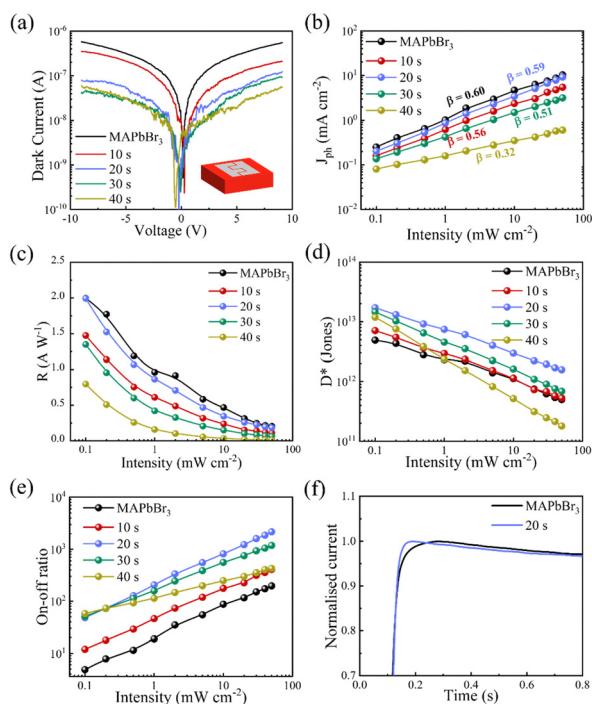 (a)
10⁻⁶
10⁻⁷
10⁻⁸
10⁻⁹
10⁻¹⁰
Dark Current (A)
MAPbBr₃
10 s
20 s
30 s
40 s
-10 -5 0 5 10
Voltage (V)
(b)
10²
10¹
10⁰
10⁻¹
10⁻²
J_ph (mA cm⁻²)
MAPbBr₃
10 s
20 s
30 s
40 s
β = 0.60
β = 0.59
β = 0.56
β = 0.51
β = 0.32
0.1 1 10 100
Intensity (mW cm⁻²)
(c)
2.5
2.0
1.5
1.0
0.5
0.0
R (A W⁻¹)
MAPbBr₃
10 s
20 s
30 s
40 s
0.1 1 10 100
Intensity (mW cm⁻²)
(d)
10¹⁴
10¹³
10¹²
10¹¹
D* (Jones)
MAPbBr₃
10 s
20 s
30 s
40 s
0.1 1 10 100
Intensity (mW cm⁻²)
(e)
10⁴
10³
10²
10¹
On-off ratio
MAPbBr₃
10 s
20 s
30 s
40 s
0.1 1 10 100
Intensity (mW cm⁻²)
(f)
1.1
1.0
0.9
0.8
0.7
Normalised current
MAPbBr₃
20 s
0.0 0.2 0.4 0.6 0.8
Time (s)